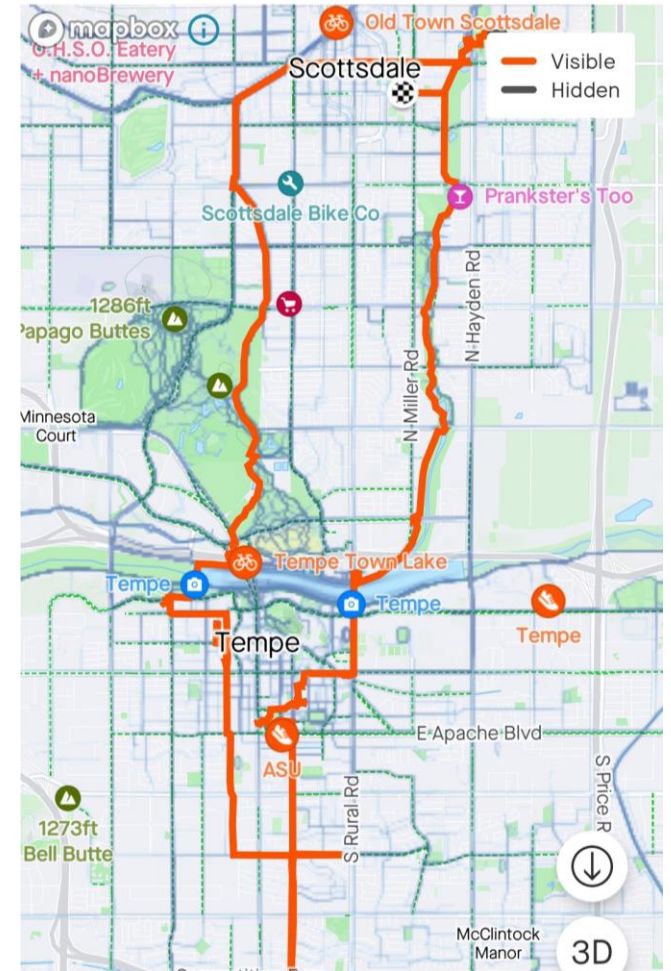 mapbox
Old Town Scottsdale
O.H.S.O. Eatery
+ nanoBrewery
Scottsdale
Visible
Hidden
Scottsdale Bike Co
Prankster's Too
N Hayden Rd
1286ft
Papago Buttes
N Miller Rd
Minnesota
Court
Tempe Town Lake
Tempe
Tempe
Tempe
Tempe
E Apache Blvd
ASU
S Rural Rd
S Price R
1273ft
Bell Butte
McClintock
Manor
3D